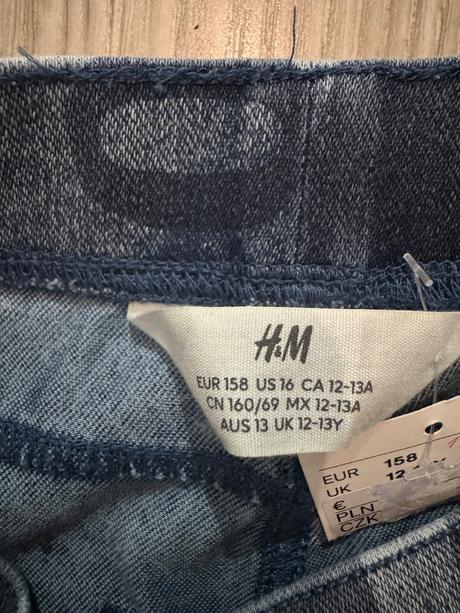 H&M
EUR 158 US 16 CA 12-13A
CN 160/69 MX 12-13A
AUS 13 UK 12-13Y
EUR 158
UK
€
PLN
CZK